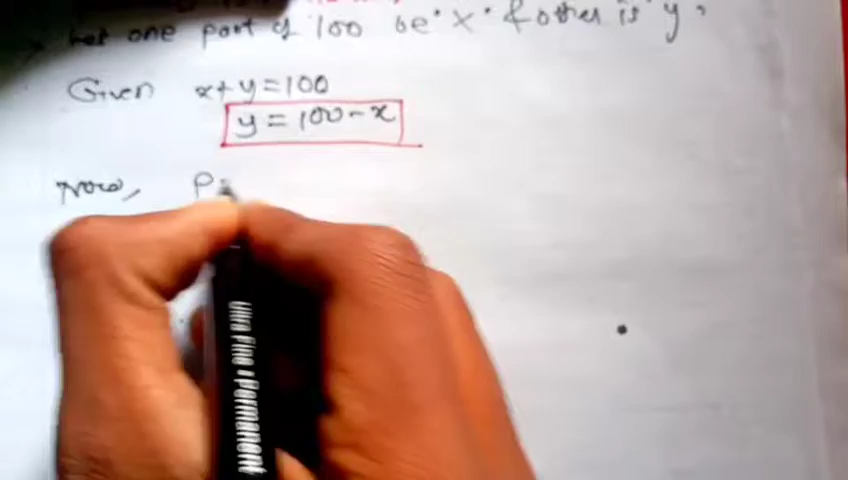 Let one part of 100 be 'x' & other is 'y'
Given x+y=100
y = 100-x
Now, P=
Ultra Fine • Permanent